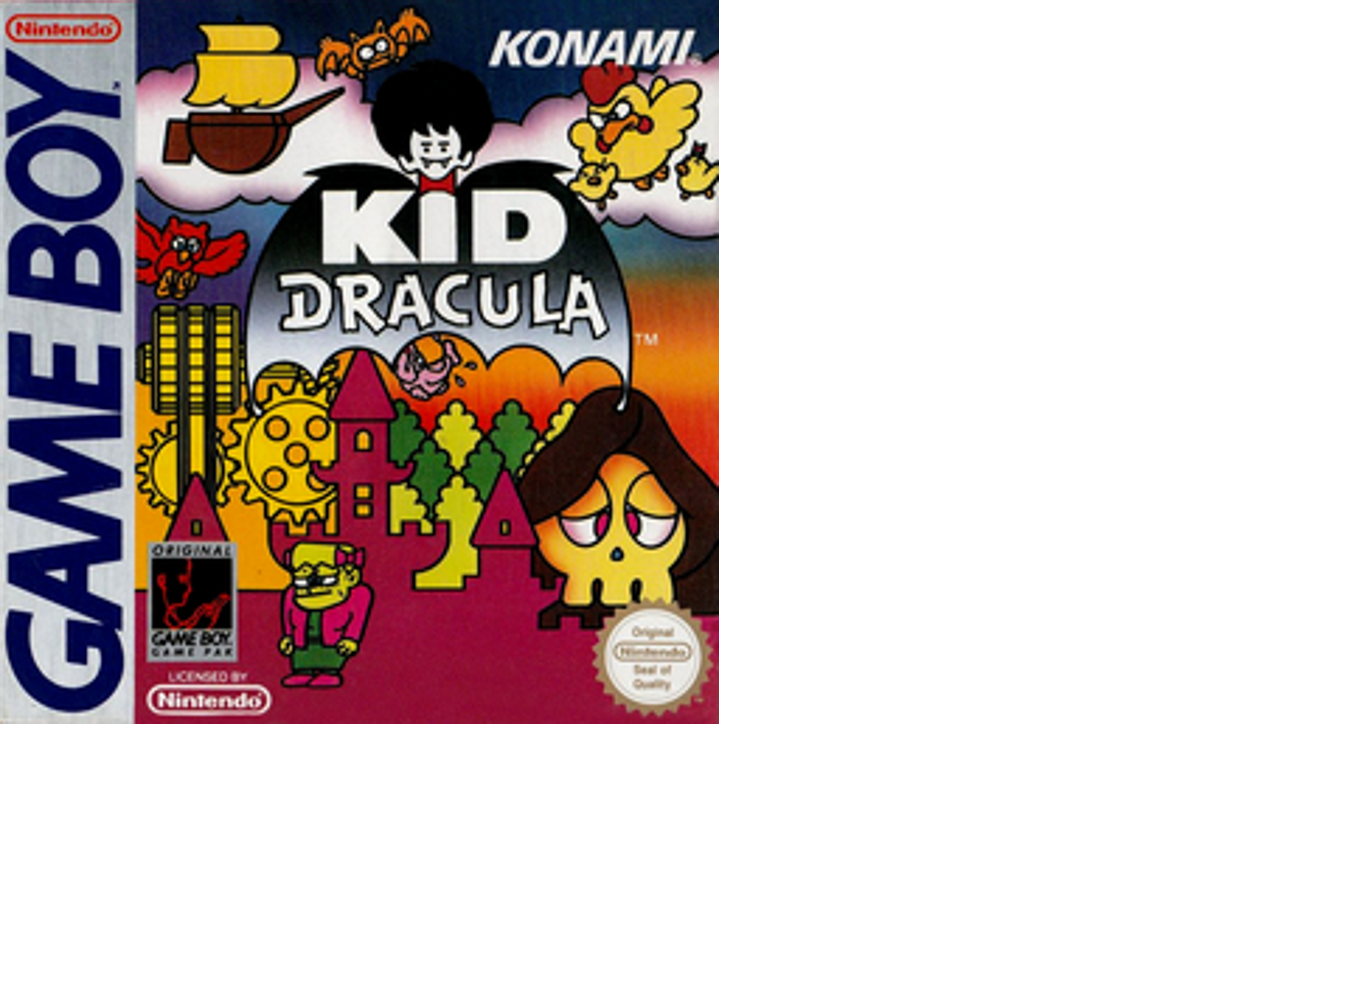 Nintendo
GAME BOY
TM
KONAMI
®
KID
DRACULA
TM
ORIGINAL
GAME BOY
GAME PAK
LICENSED BY
Nintendo
Original
Nintendo
Seal of
Quality